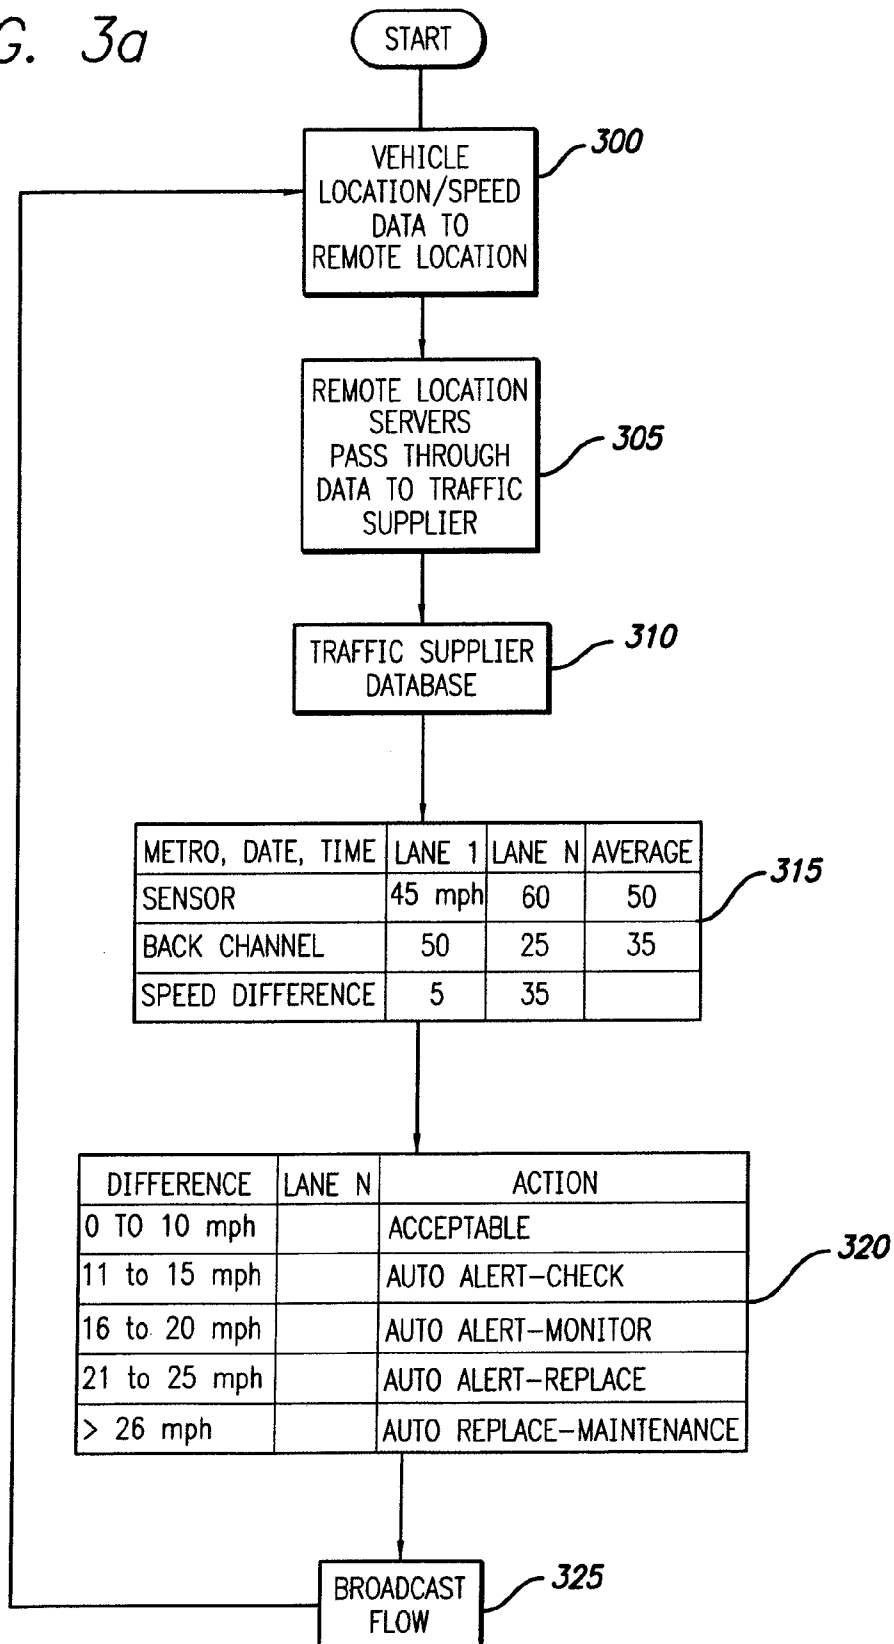 G. 3a
START
300
VEHICLE
LOCATION/SPEED
DATA TO
REMOTE LOCATION
REMOTE LOCATION
SERVERS
PASS THROUGH
DATA TO TRAFFIC
SUPPLIER
305
TRAFFIC SUPPLIER
DATABASE
310
METRO, DATE, TIME LANE 1 LANE N AVERAGE
SENSOR 45 mph 60 50
BACK CHANNEL 50 25 35
SPEED DIFFERENCE 5 35
315
DIFFERENCE LANE N ACTION
0 TO 10 mph ACCEPTABLE
11 to 15 mph AUTO ALERT-CHECK
16 to 20 mph AUTO ALERT-MONITOR
21 to 25 mph AUTO ALERT-REPLACE
> 26 mph AUTO REPLACE-MAINTENANCE
320
BROADCAST
FLOW
325